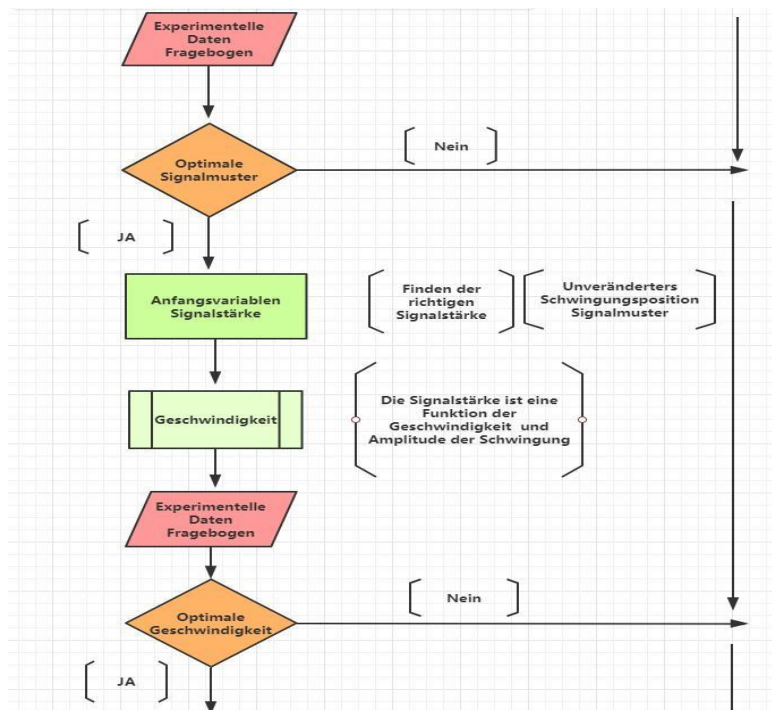 Experimentelle
Daten
Fragebogen
Nein
Optimale
Signalmuster
JA
Anfangsvariablen
Signalstärke
Finden der
richtigen
Signalstärke
Unveränderters
Schwingungsposition
Signalmuster
Geschwindigkeit
Die Signalstärke ist eine
Funktion der
Geschwindigkeit und
Amplitude der Schwingung
Experimentelle
Daten
Fragebogen
Nein
Optimale
Geschwindigkeit
JA